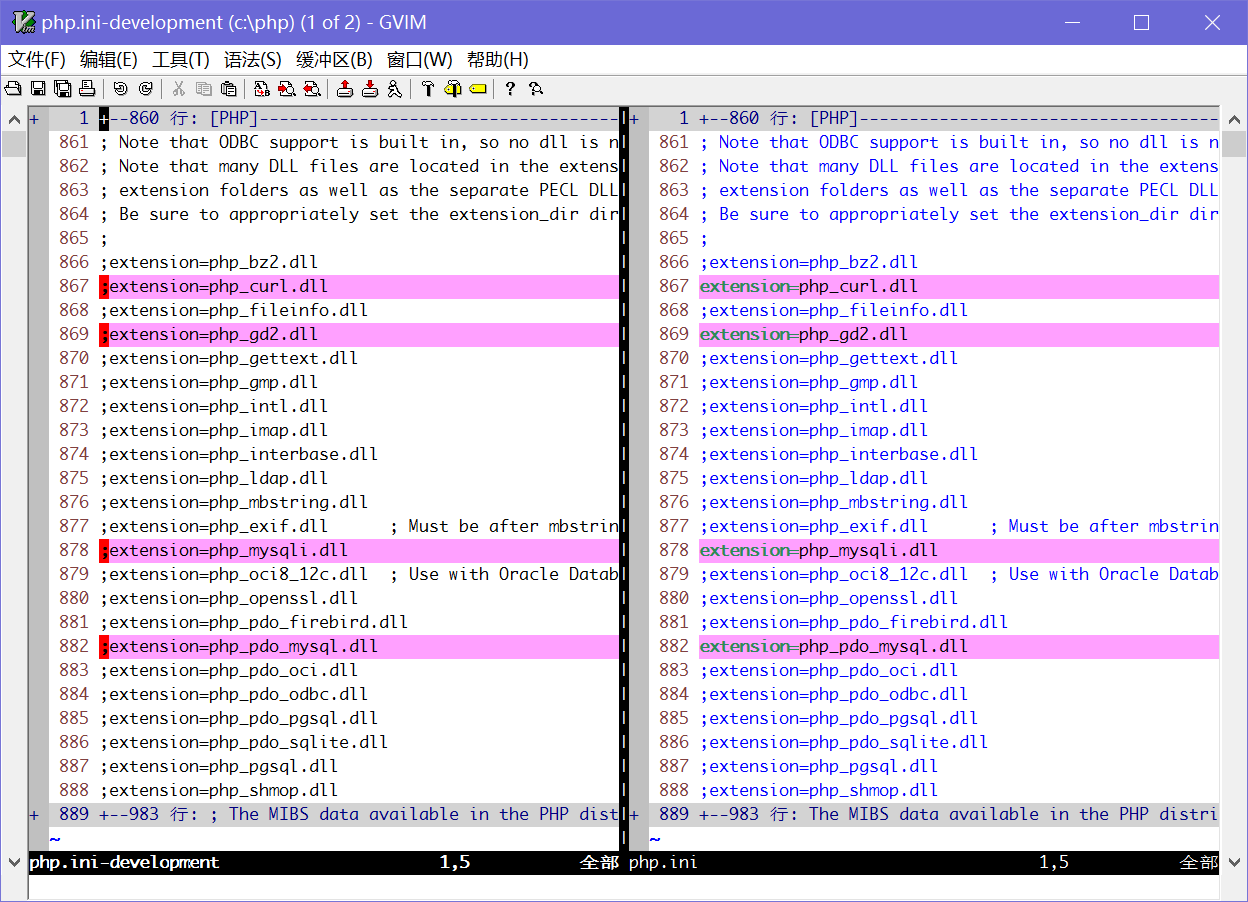 php.ini-development (c:\php) (1 of 2) - GVIM
文件(F) 编辑(E) 工具(T) 语法(S) 缓冲区(B) 窗口(W) 帮助(H)
+ 1 +--860 行: [PHP]------------------------------------
861 ; Note that ODBC support is built in, so no dll is n
862 ; Note that many DLL files are located in the extens
863 ; extension folders as well as the separate PECL DLL
864 ; Be sure to appropriately set the extension_dir dir
865 ;
866 ;extension=php_bz2.dll
867 ;extension=php_curl.dll
868 ;extension=php_fileinfo.dll
869 ;extension=php_gd2.dll
870 ;extension=php_gettext.dll
871 ;extension=php_gmp.dll
872 ;extension=php_intl.dll
873 ;extension=php_imap.dll
874 ;extension=php_interbase.dll
875 ;extension=php_ldap.dll
876 ;extension=php_mbstring.dll
877 ;extension=php_exif.dll      ; Must be after mbstrin
878 ;extension=php_mysqli.dll
879 ;extension=php_oci8_12c.dll  ; Use with Oracle Datab
880 ;extension=php_openssl.dll
881 ;extension=php_pdo_firebird.dll
882 ;extension=php_pdo_mysql.dll
883 ;extension=php_pdo_oci.dll
884 ;extension=php_pdo_odbc.dll
885 ;extension=php_pdo_pgsql.dll
886 ;extension=php_pdo_sqlite.dll
887 ;extension=php_pgsql.dll
888 ;extension=php_shmop.dll
+ 889 +--983 行: ; The MIBS data available in the PHP dist
~
php.ini-development 1,5 全部
+ 1 +--860 行: [PHP]------------------------------------
861 ; Note that ODBC support is built in, so no dll is n
862 ; Note that many DLL files are located in the extens
863 ; extension folders as well as the separate PECL DLL
864 ; Be sure to appropriately set the extension_dir dir
865 ;
866 ;extension=php_bz2.dll
867 extension=php_curl.dll
868 ;extension=php_fileinfo.dll
869 extension=php_gd2.dll
870 ;extension=php_gettext.dll
871 ;extension=php_gmp.dll
872 ;extension=php_intl.dll
873 ;extension=php_imap.dll
874 ;extension=php_interbase.dll
875 ;extension=php_ldap.dll
876 ;extension=php_mbstring.dll
877 ;extension=php_exif.dll      ; Must be after mbstrin
878 extension=php_mysqli.dll
879 ;extension=php_oci8_12c.dll  ; Use with Oracle Datab
880 ;extension=php_openssl.dll
881 ;extension=php_pdo_firebird.dll
882 extension=php_pdo_mysql.dll
883 ;extension=php_pdo_oci.dll
884 ;extension=php_pdo_odbc.dll
885 ;extension=php_pdo_pgsql.dll
886 ;extension=php_pdo_sqlite.dll
887 ;extension=php_pgsql.dll
888 ;extension=php_shmop.dll
+ 889 +--983 行: ; The MIBS data available in the PHP distri
~
php.ini 1,5 全部